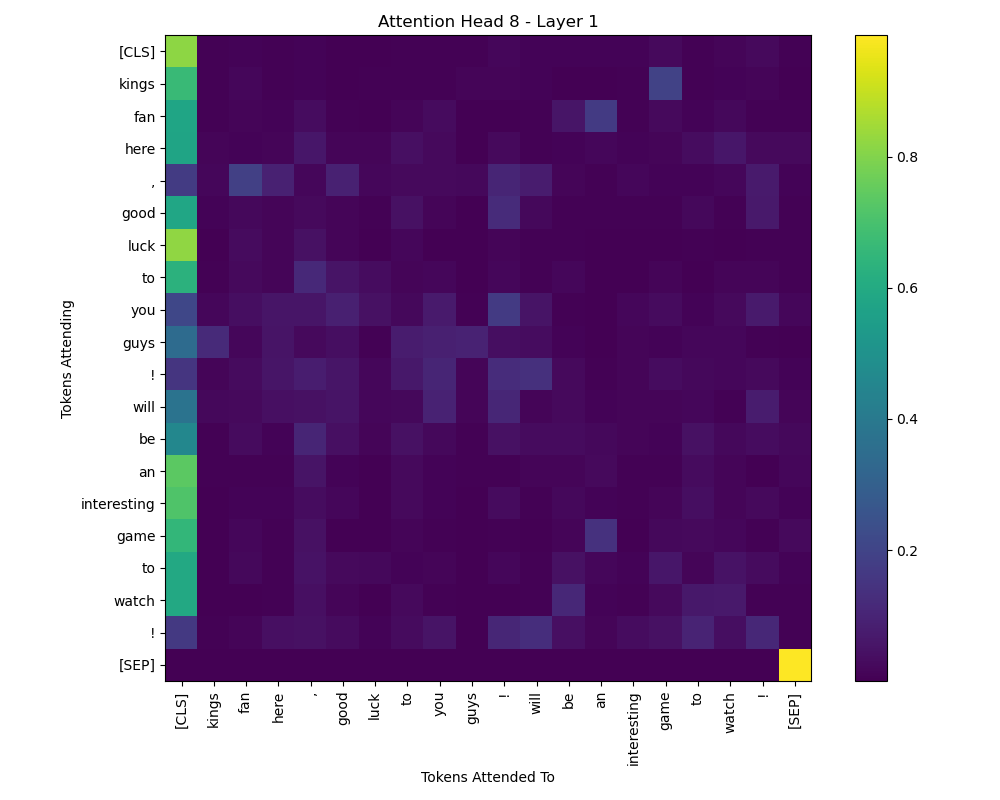 Attention Head 8 - Layer 1
[CLS]
kings
fan
here
,
good
luck
to
you
guys
!
will
be
an
interesting
game
to
watch
!
[SEP]
Tokens Attending
[CLS]
kings
fan
here
,
good
luck
to
you
guys
!
will
be
an
interesting
game
to
watch
!
[SEP]
Tokens Attended To
0.8
0.6
0.4
0.2